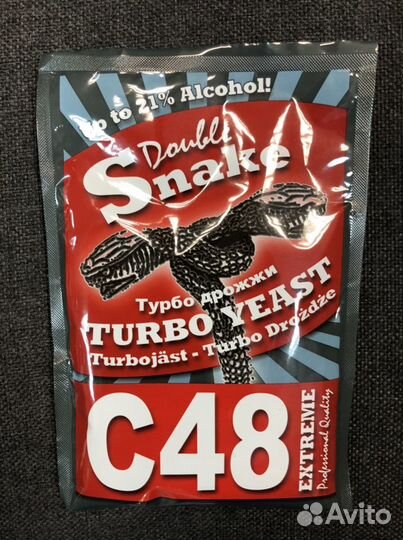 Up to 21% Alcohol!
Double
Snake
Турбо дрожжи
TURBO YEAST
Turbojäst - Turbo Drożdże
C48
EXTREME
Professional Quality
Avito